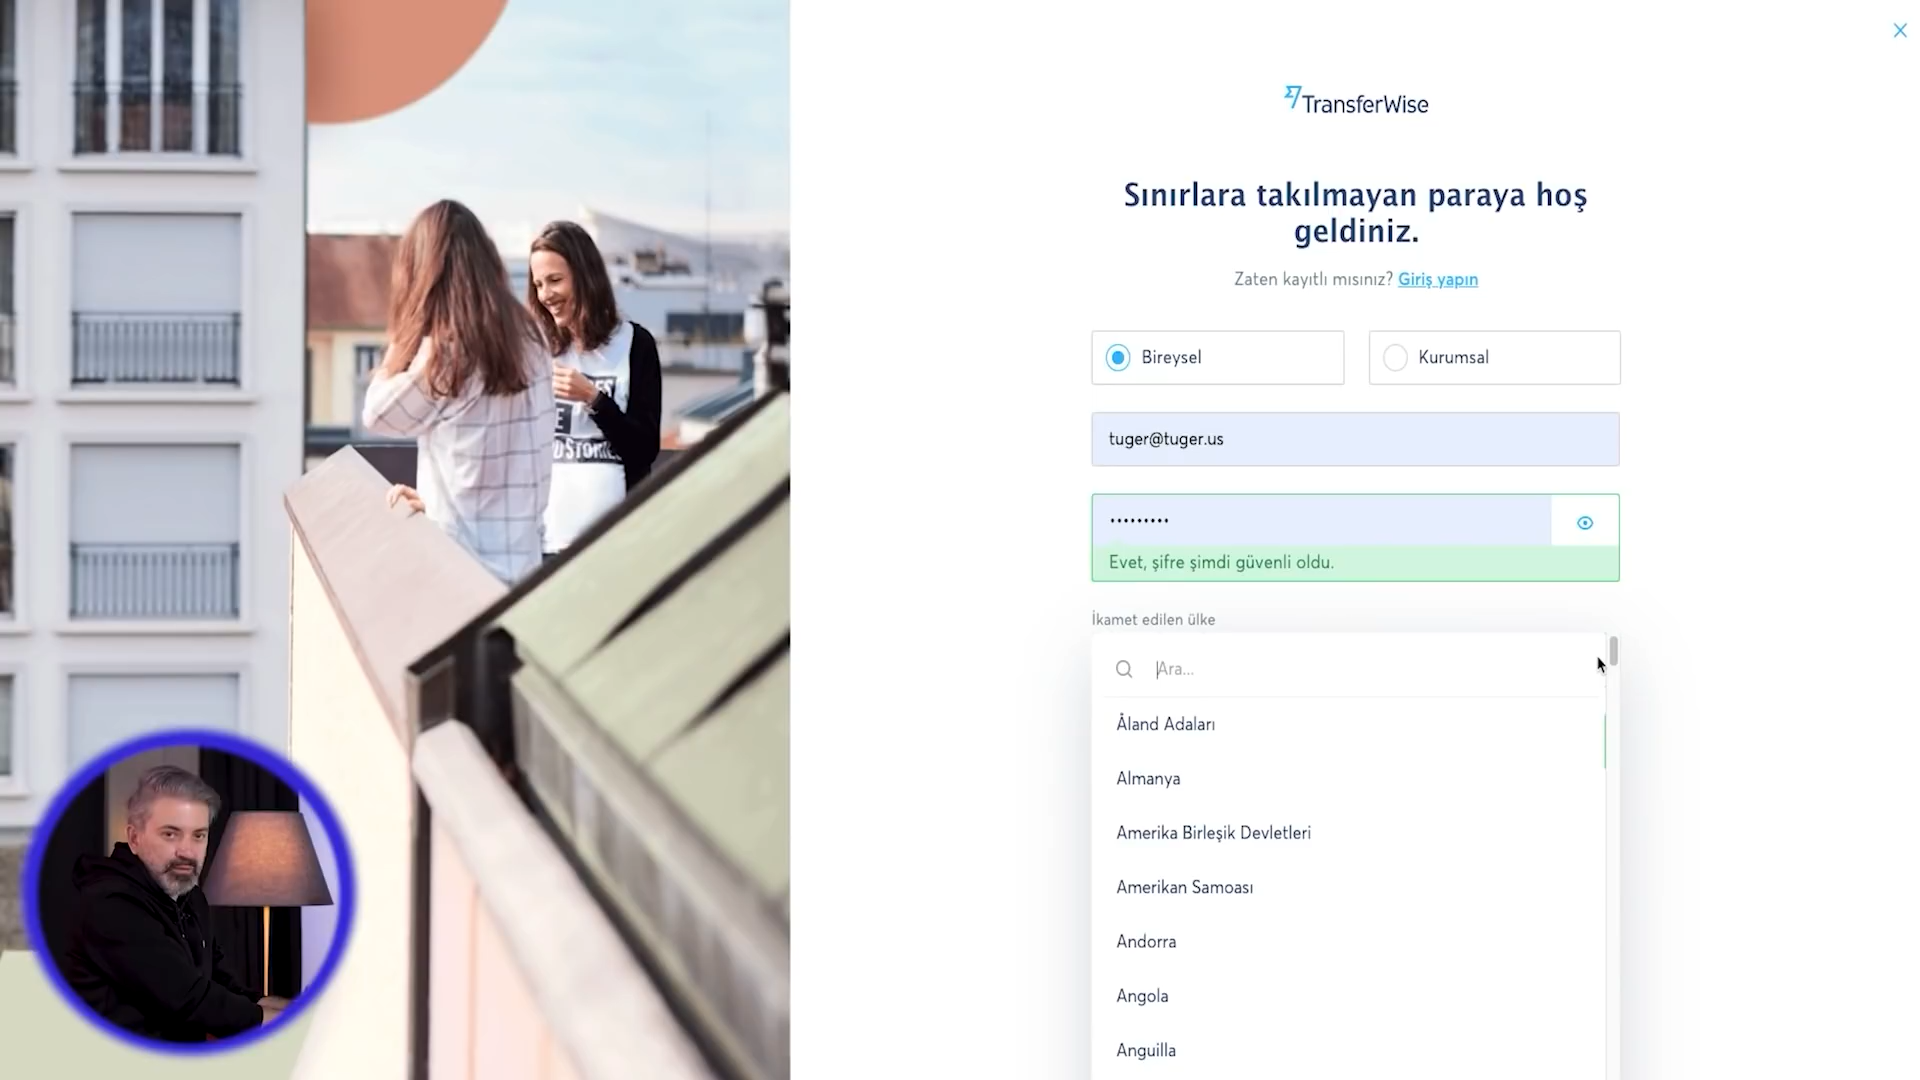 TransferWise
Sınırlara takılmayan paraya hoş
geldiniz.
Zaten kayıtlı mısınız? Giriş yapın
Bireysel
Kurumsal
tuger@tuger.us
•••••••••
Evet, şifre şimdi güvenli oldu.
İkamet edilen ülke
Ara...
Åland Adaları
Almanya
Amerika Birleşik Devletleri
Amerikan Samoası
Andorra
Angola
Anguilla